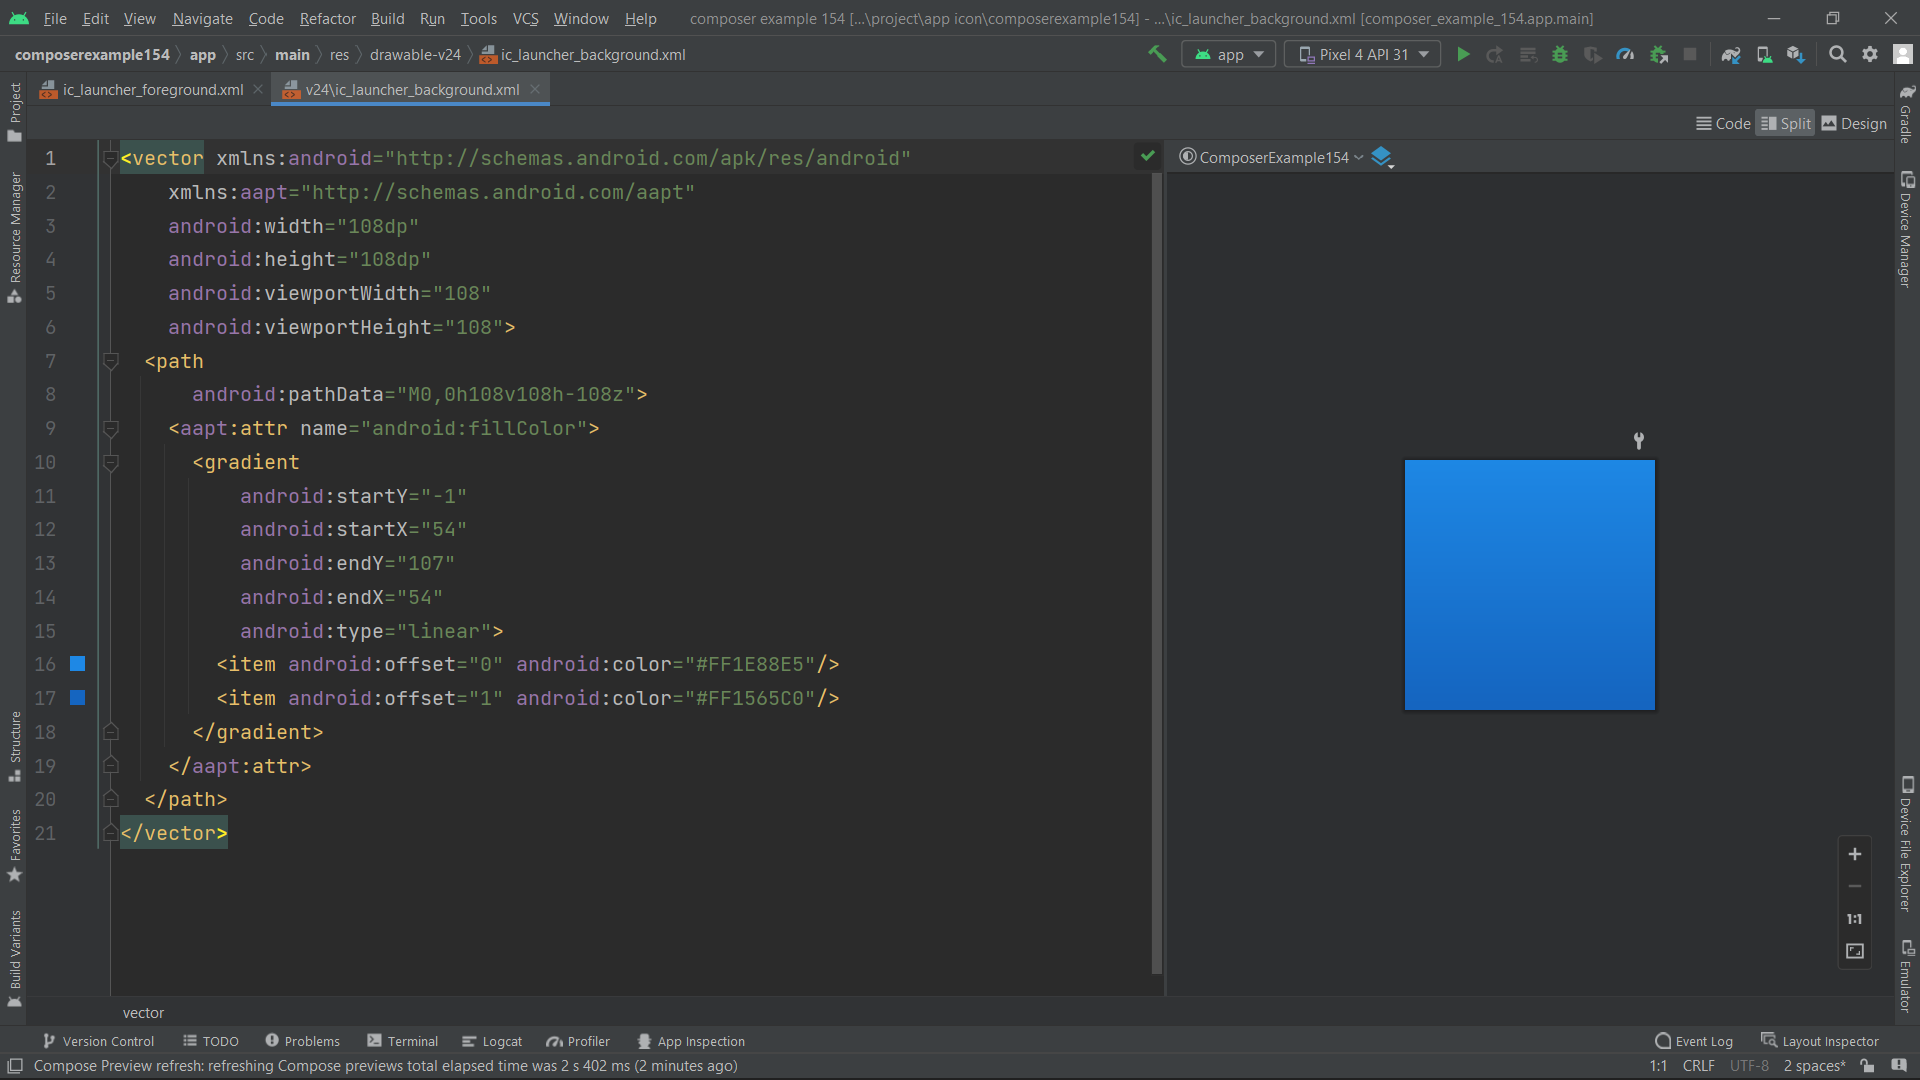 File Edit View Navigate Code Refactor Build Run Tools VCS Window Help composer example 154 [...\project\app icon\composerexample154] - ...\ic_launcher_background.xml [composer_example_154.app.main]
composerexample154 app src main res drawable-v24 ic_launcher_background.xml app Pixel 4 API 31
ic_launcher_foreground.xml v24\ic_launcher_background.xml
Code Split Design
Project
Resource Manager
Structure
Favorites
Build Variants
1 <vector xmlns:android="http://schemas.android.com/apk/res/android"
2 xmlns:aapt="http://schemas.android.com/aapt"
3 android:width="108dp"
4 android:height="108dp"
5 android:viewportWidth="108"
6 android:viewportHeight="108">
7 <path
8 android:pathData="M0,0h108v108h-108z">
9 <aapt:attr name="android:fillColor">
10 <gradient
11 android:startY="-1"
12 android:startX="54"
13 android:endY="107"
14 android:endX="54"
15 android:type="linear">
16 <item android:offset="0" android:color="#FF1E88E5"/>
17 <item android:offset="1" android:color="#FF1565C0"/>
18 </gradient>
19 </aapt:attr>
20 </path>
21 </vector>
ComposerExample154
1:1
Gradle
Device Manager
Device File Explorer
Emulator
vector
Version Control TODO Problems Terminal Logcat Profiler App Inspection Event Log Layout Inspector
Compose Preview refresh: refreshing Compose previews total elapsed time was 2 s 402 ms (2 minutes ago) 1:1 CRLF UTF-8 2 spaces*